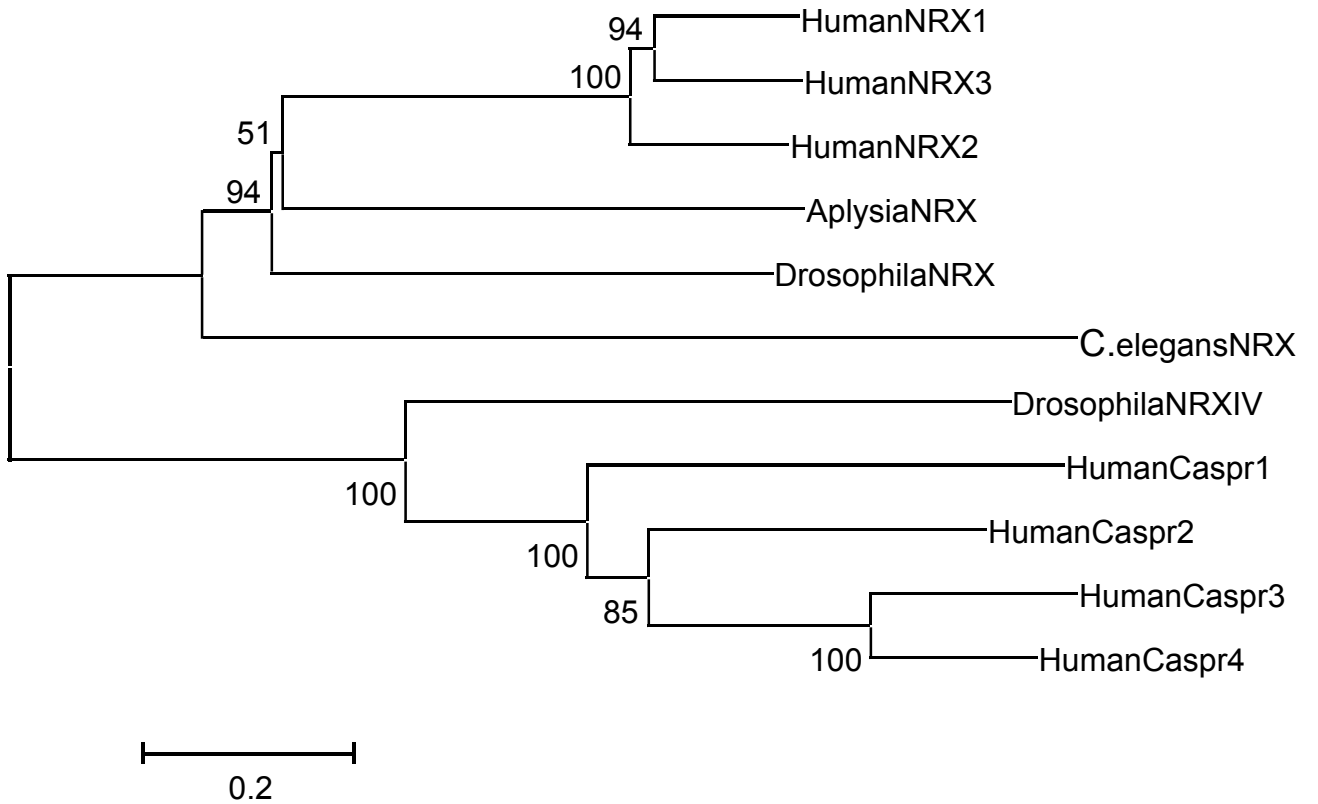 HumanNRX1
94
HumanNRX3
100
51
HumanNRX2
94
AplysiaNRX
DrosophilaNRX
C.elegansNRX
DrosophilaNRXIV
HumanCaspr1
100
HumanCaspr2
100
HumanCaspr3
85
HumanCaspr4
100
0.2